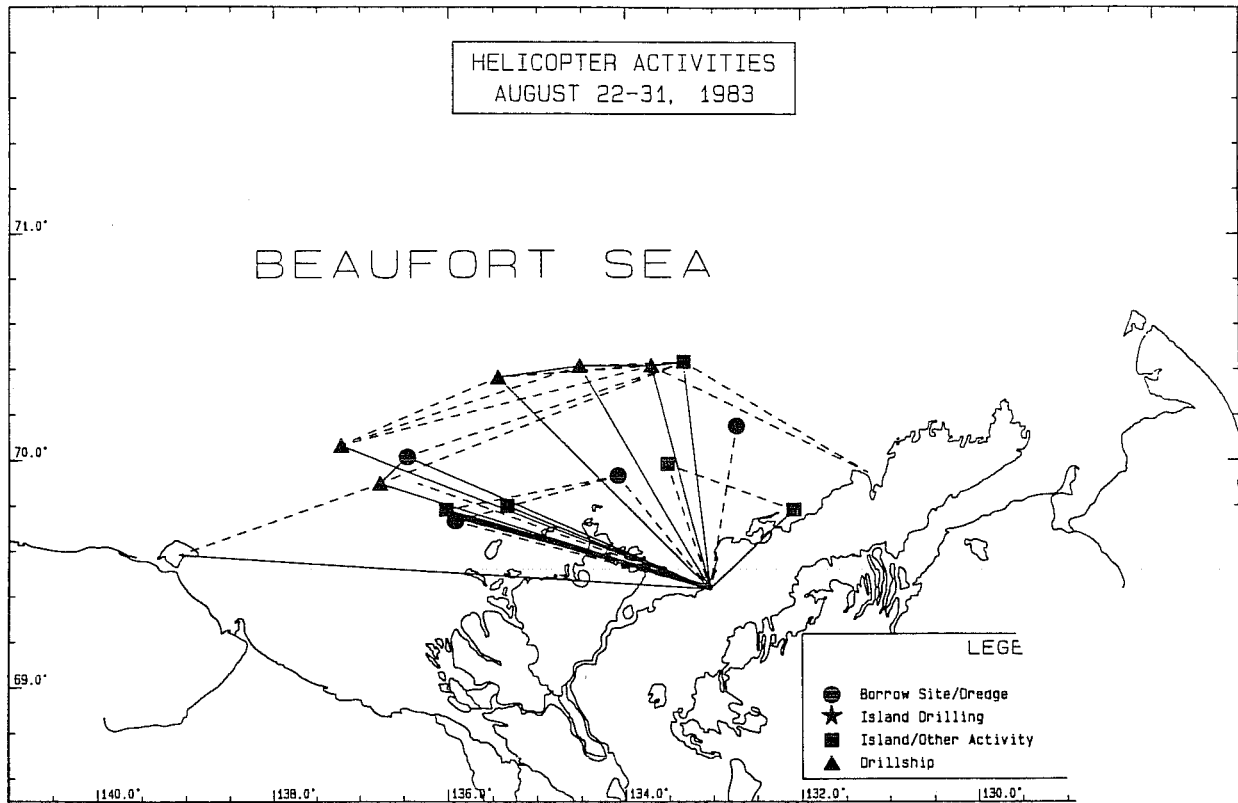 HELICOPTER ACTIVITIES
AUGUST 22-31, 1983
71.0°
BEAUFORT SEA
70.0°
69.0°
LEGE
Borrow Site/Dredge
Island Drilling
Island/Other Activity
Drillship
140.0° 138.0° 136.0° 134.0° 132.0° 130.0°